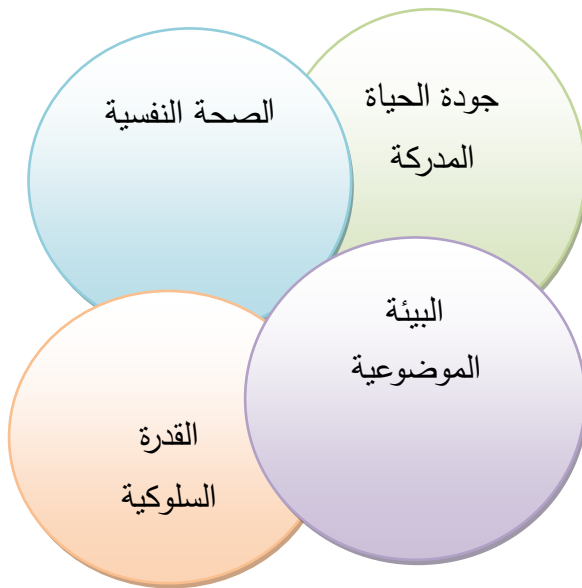 جودة الحياة
المدركة
الصحة النفسية
البيئة
الموضوعية
القدرة
السلوكية